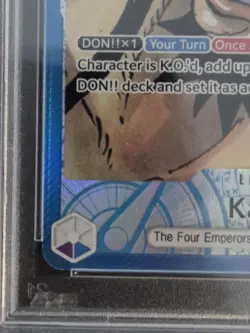 DON!!×1 Your Turn Once
Character is K.O.'d, add up
DON!! deck and set it as a
L
K
The Four Emperors